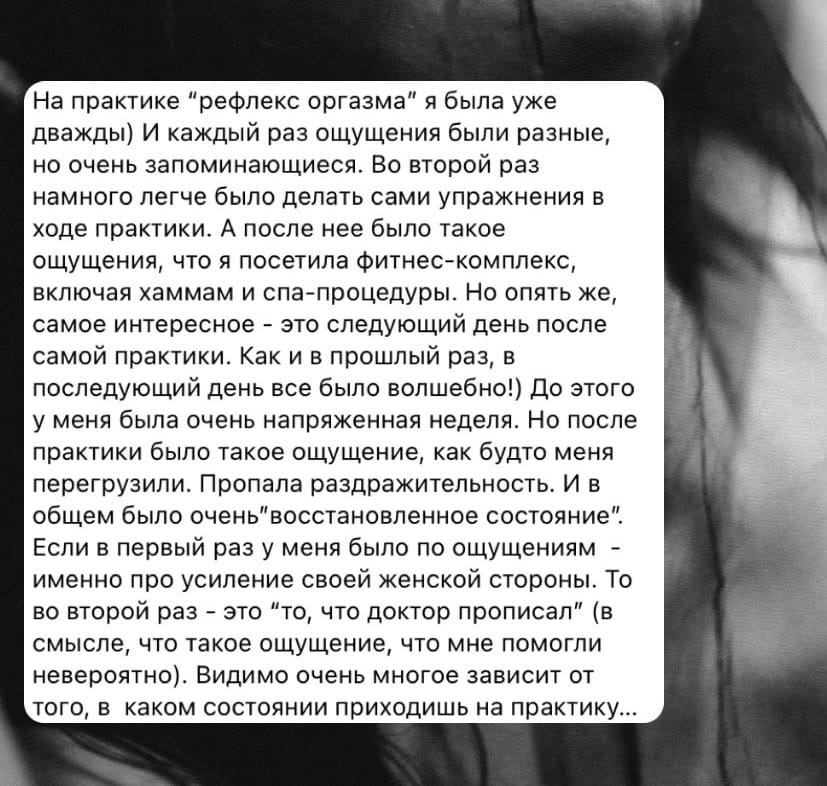 На практике “рефлекс оргазма” я была уже
дважды) И каждый раз ощущения были разные,
но очень запоминающиеся. Во второй раз
намного легче было делать сами упражнения в
ходе практики. А после нее было такое
ощущения, что я посетила фитнес-комплекс,
включая хаммам и спа-процедуры. Но опять же,
самое интересное - это следующий день после
самой практики. Как и в прошлый раз, в
последующий день все было волшебно!) До этого
у меня была очень напряженная неделя. Но после
практики было такое ощущение, как будто меня
перегрузили. Пропала раздражительность. И в
общем было очень”восстановленное состояние”.
Если в первый раз у меня было по ощущениям -
именно про усиление своей женской стороны. То
во второй раз - это “то, что доктор прописал” (в
смысле, что такое ощущение, что мне помогли
невероятно). Видимо очень многое зависит от
того, в каком состоянии приходишь на практику...